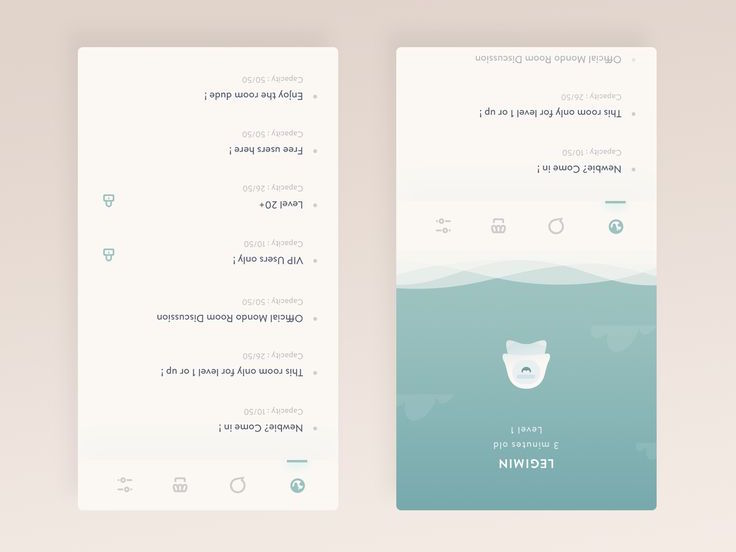 LEGIMIN
3 minutes old
Level 1
Newbie? Come in !
Capacity : 10/50
This room only for level 1 or up !
Capacity : 26/50
Official Mondo Room Discussion
Newbie? Come in !
Capacity : 10/50
This room only for level 1 or up !
Capacity : 26/50
Official Mondo Room Discussion
Capacity : 50/50
VIP Users only !
Capacity : 10/50
Level 20+
Capacity : 26/50
Free users here !
Capacity : 50/50
Enjoy the room dude !
Capacity : 50/50